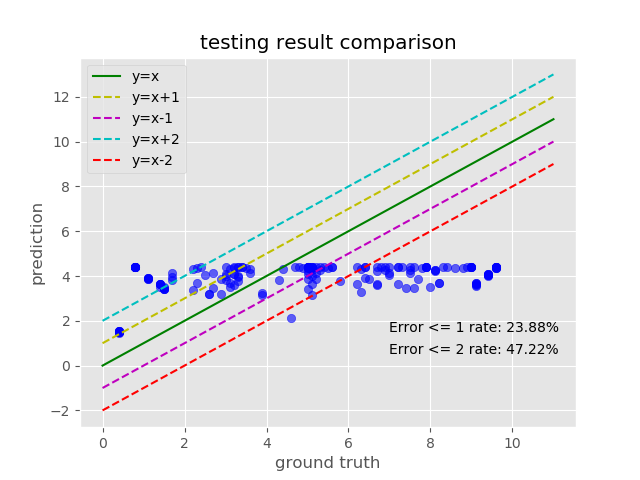 testing result comparison
y=x
y=x+1
y=x-1
y=x+2
y=x-2
12
10
8
6
4
2
0
−2
prediction
Error <= 1 rate: 23.88%
Error <= 2 rate: 47.22%
0 2 4 6 8 10
ground truth